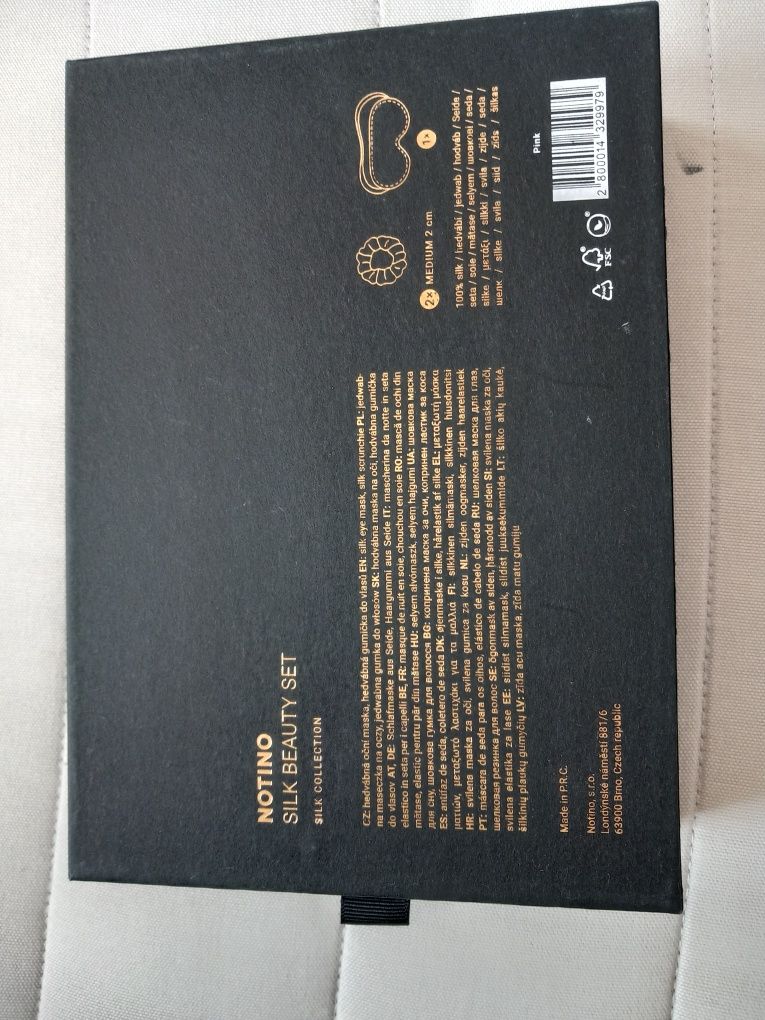 NOTINO
SILK BEAUTY SET
SILK COLLECTION
CZ: hedvábná oční maska, hedvábná gumička do vlasů EN: silk eye mask, silk scrunchie PL: jedwab-
na maseczka na oczy, jedwabna gumka do włosów SK: hodvábna maska na oči, hodvábna gumička
do vlasov AT, DE: Schlafmaske aus Seide, Haargummi aus Seide IT: mascherina da notte in seta
elastico in seta per i capelli BE, FR: masque de nuit en soie, chouchou en soie RO: mască de ochi din
mătase, elastic pentru păr din mătase HU: selyem alvómaszk, selyem hajgumi UA: шовкова маска
для сну, шовкова гумка для волосся BG: копринена маска за очи, копринен ластик за коса
ES: antifaz de seda, coletero de seda DK: øjenmaske i silke, hårelastik af silke EL: μεταξωτή μάσκα
ματιών, μεταξωτό λαστιχάκι για τα μαλλιά FI: silkkinen silmämaski, silkkinen hiusdonitsi
HR: svilena maska za oči, svilena gumica za kosu NL: zijden oogmasker, zijden haarelastiek
PT: máscara de seda para os olhos, elástico de cabelo de seda RU: шелковая маска для глаз,
шелковая резинка для волос SE: ögonmask av siden, hårsnodd av siden SI: svilena maska za oči,
svilena elastika za lase EE: siidist silmamask, siidist juuksekummide LT: šilko akių kaukė,
šilkinis plaukų gumyčių LV: zīda acu maska, zīda matu gumiju
Made in P.R.C.
Notino, s.r.o.
Londýnské náměstí 881/6
63900 Brno, Czech republic
2× MEDIUM 2 cm
1×
100% silk / hedvábí / jedwab / hodváb / Seide /
seta / soie / mătase / selyem / шовкові / seda /
silke / μετάξι / silkki / svila / zijde / seda /
шелк / silke / svila / siid / zīds / šilkas
FSC
Pink
2 800014 329979